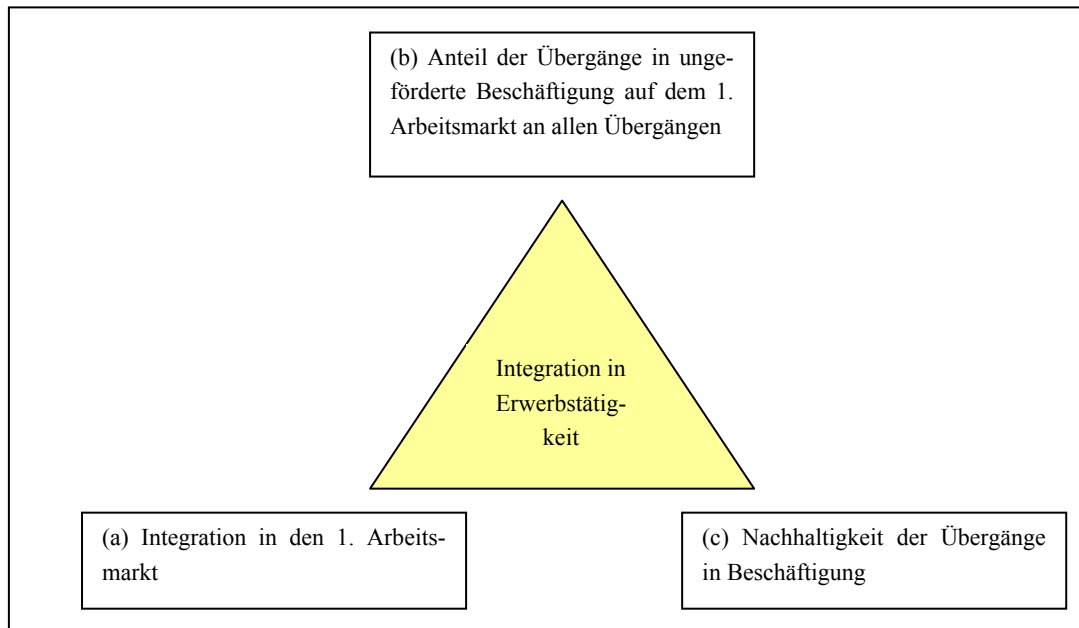 (b) Anteil der Übergänge in unge-
förderte Beschäftigung auf dem 1.
Arbeitsmarkt an allen Übergängen
Integration in
Erwerbstätig-
keit
(a) Integration in den 1. Arbeits-
markt
(c) Nachhaltigkeit der Übergänge
in Beschäftigung